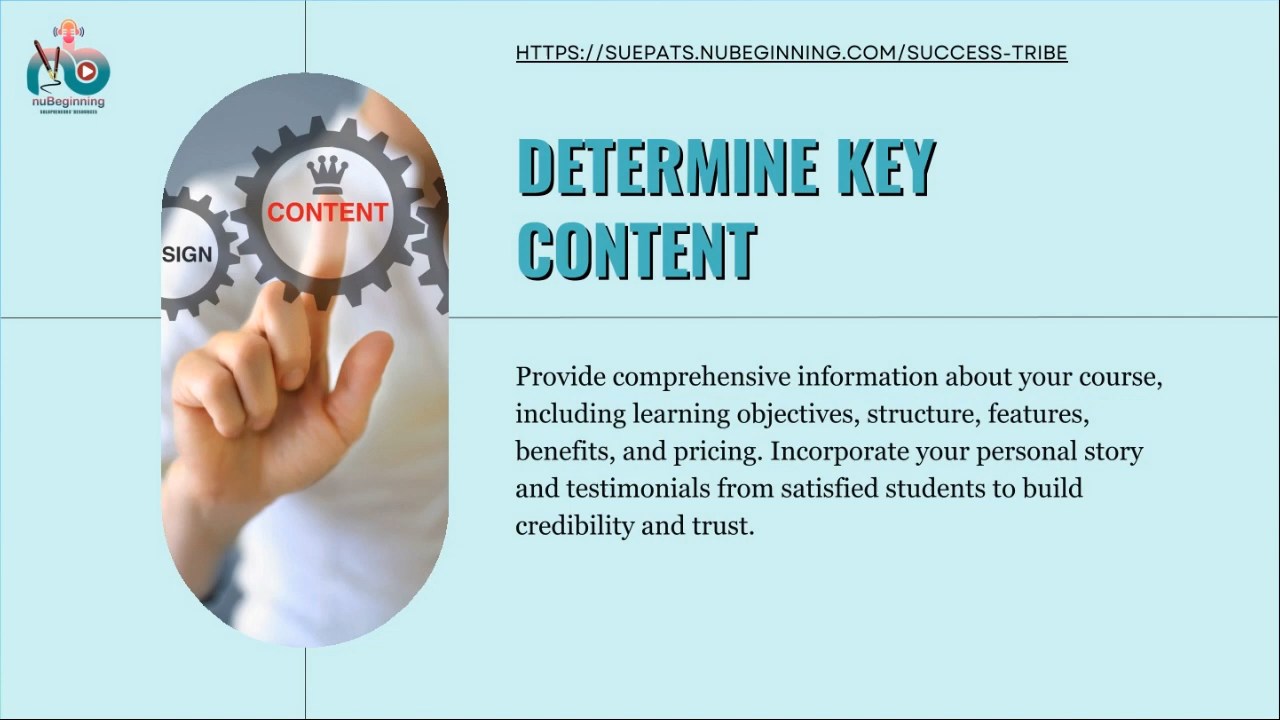 nuBeginning
HTTPS://SUEPATS.NUBEGINNING.COM/SUCCESS-TRIBE
DETERMINE KEY
CONTENT
CONTENT
SIGN
Provide comprehensive information about your course,
including learning objectives, structure, features,
benefits, and pricing. Incorporate your personal story
and testimonials from satisfied students to build
credibility and trust.